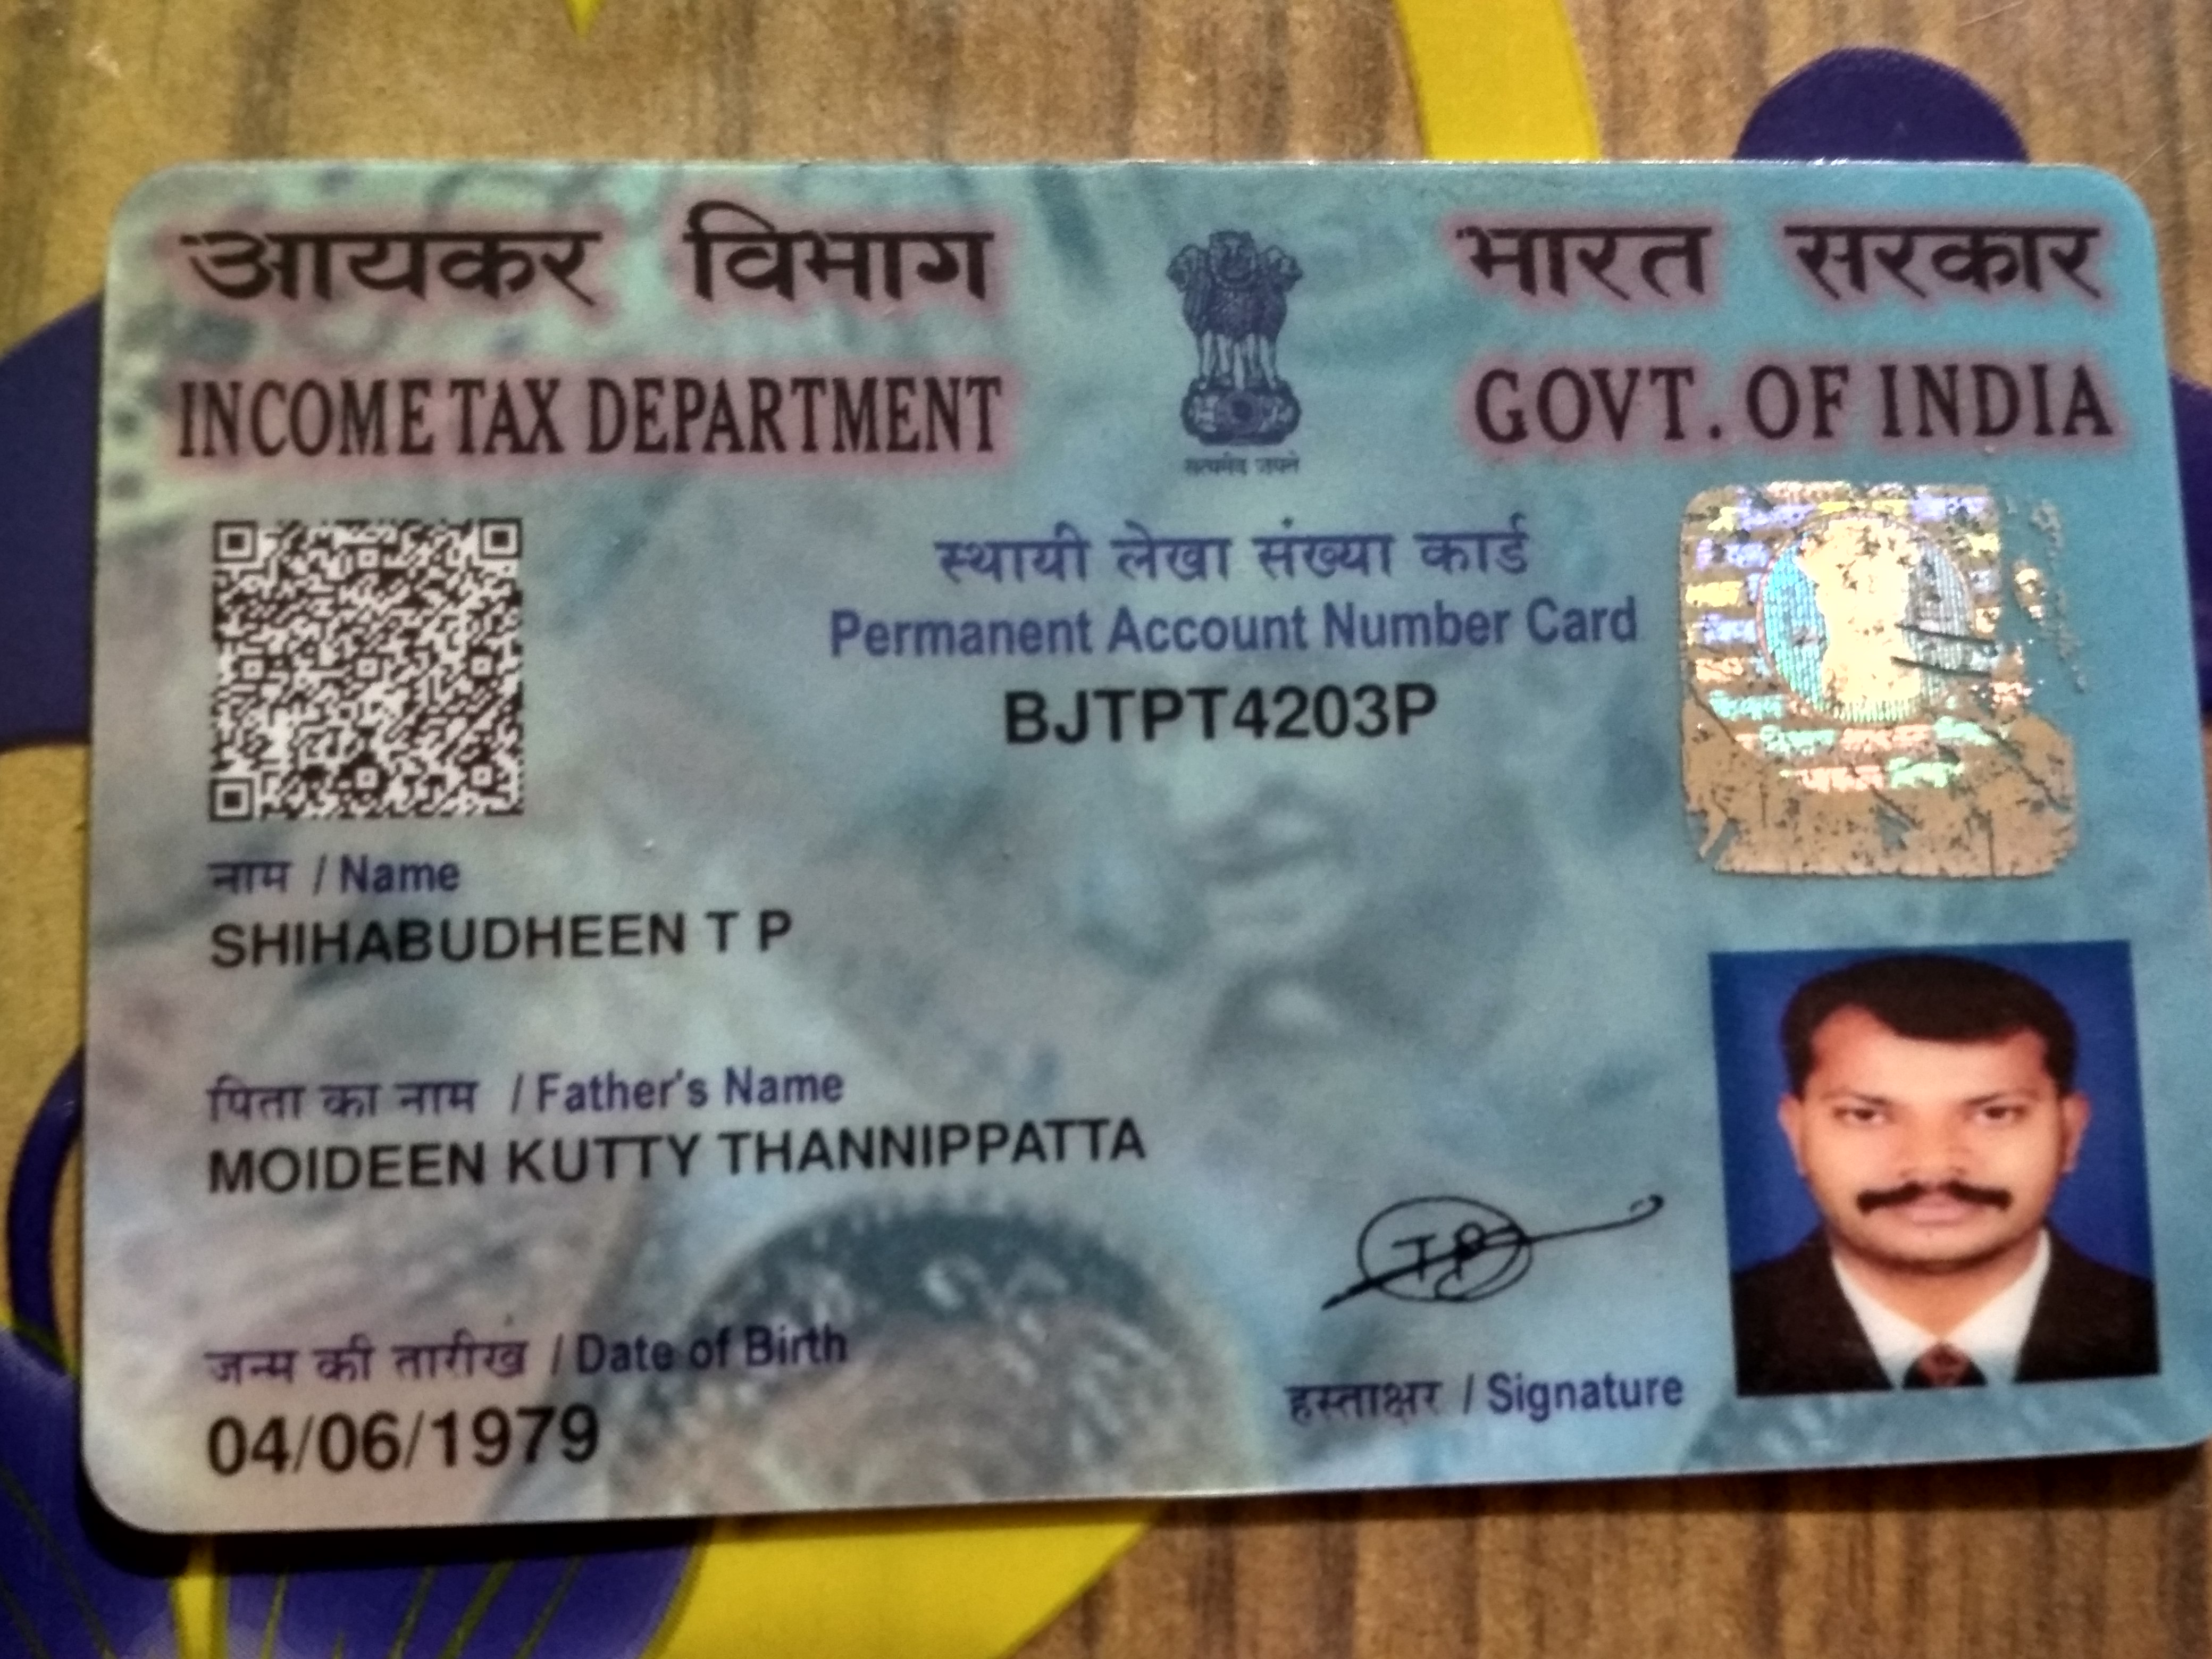 आयकर विभाग
INCOME TAX DEPARTMENT
सत्यमेव जयते
भारत सरकार
GOVT. OF INDIA
स्थायी लेखा संख्या कार्ड
Permanent Account Number Card
BJTPT4203P
नाम / Name
SHIHABUDHEEN T P
पिता का नाम / Father's Name
MOIDEEN KUTTY THANNIPPATTA
जन्म की तारीख / Date of Birth
04/06/1979
TP
हस्ताक्षर / Signature